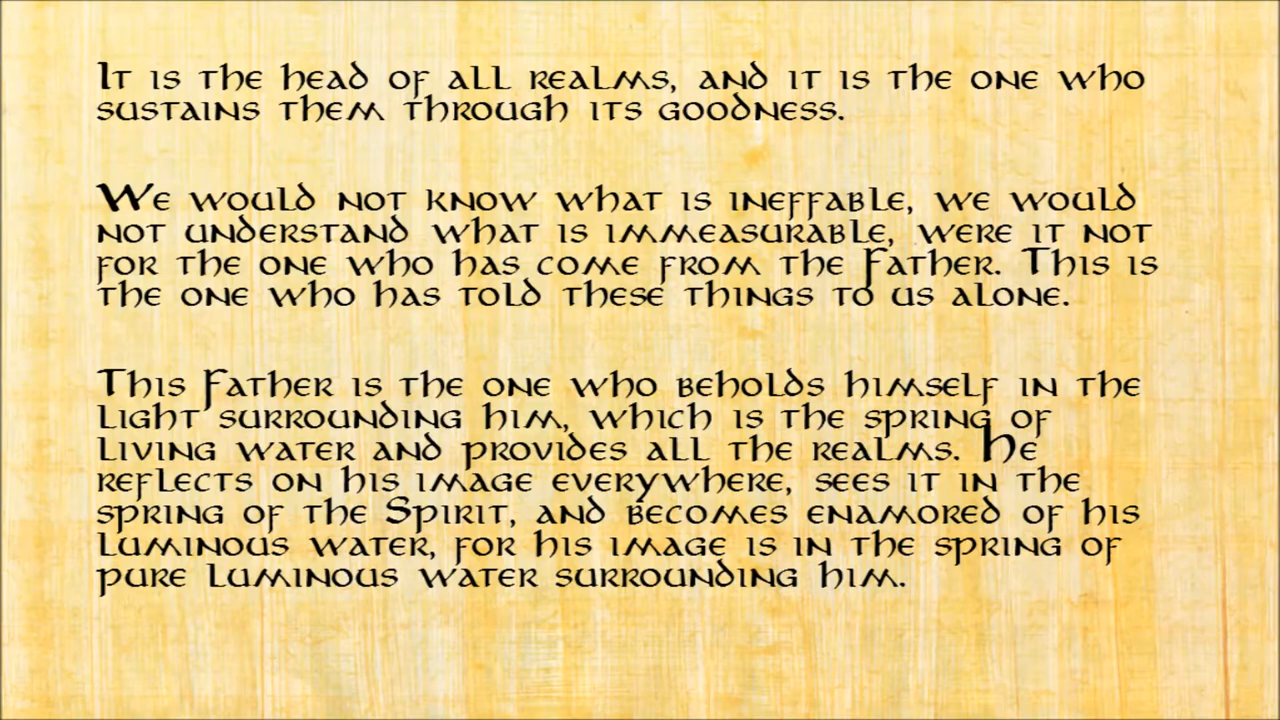 It is the head of all realms, and it is the one who
sustains them through its goodness.
We would not know what is ineffable, we would
not understand what is immeasurable, were it not
for the one who has come from the Father. This is
the one who has told these things to us alone.
This Father is the one who beholds himself in the
light surrounding him, which is the spring of
living water and provides all the realms. He
reflects on his image everywhere, sees it in the
spring of the Spirit, and becomes enamored of his
luminous water, for his image is in the spring of
pure luminous water surrounding him.